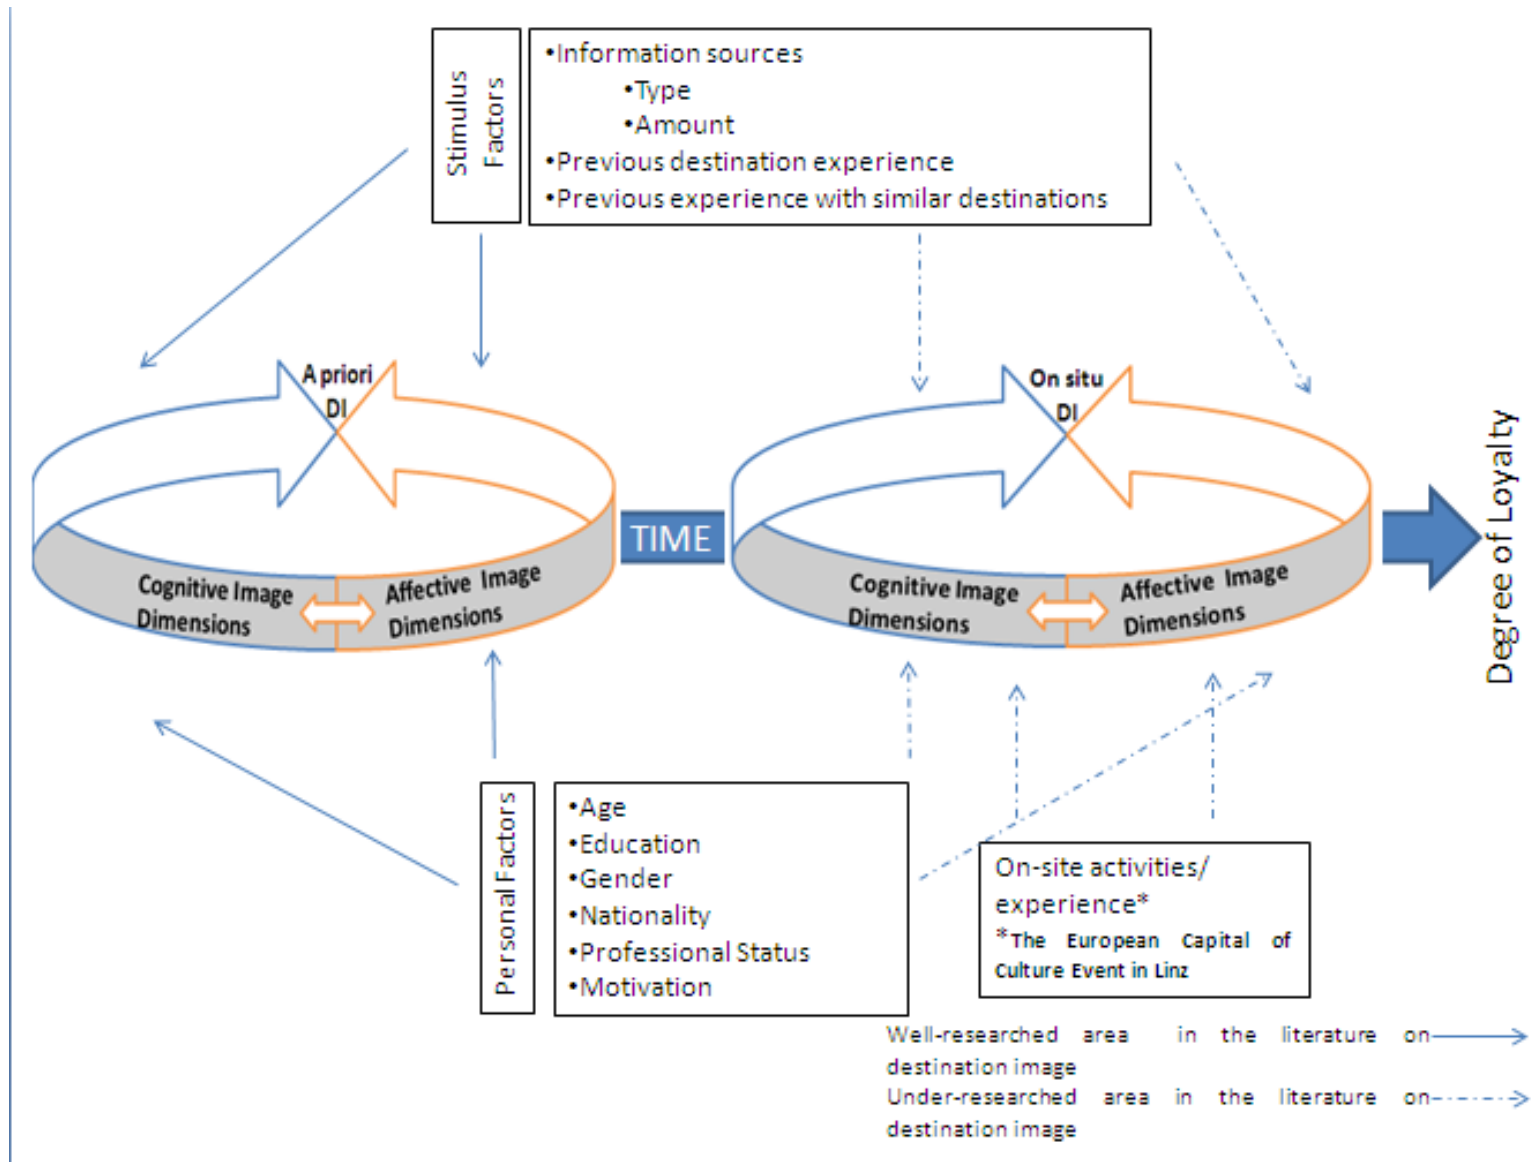 Stimulus
Factors
•Information sources
•Type
•Amount
•Previous destination experience
•Previous experience with similar destinations
A priori
DI
On situ
DI
TIME
Degree of Loyalty
Cognitive Image
Dimensions
Affective Image
Dimensions
Cognitive Image
Dimensions
Affective Image
Dimensions
Personal Factors
•Age
•Education
•Gender
•Nationality
•Professional Status
•Motivation
On-site activities/
experience*
*The European Capital of
Culture Event in Linz
Well-researched area in the literature on
destination image
Under-researched area in the literature on
destination image